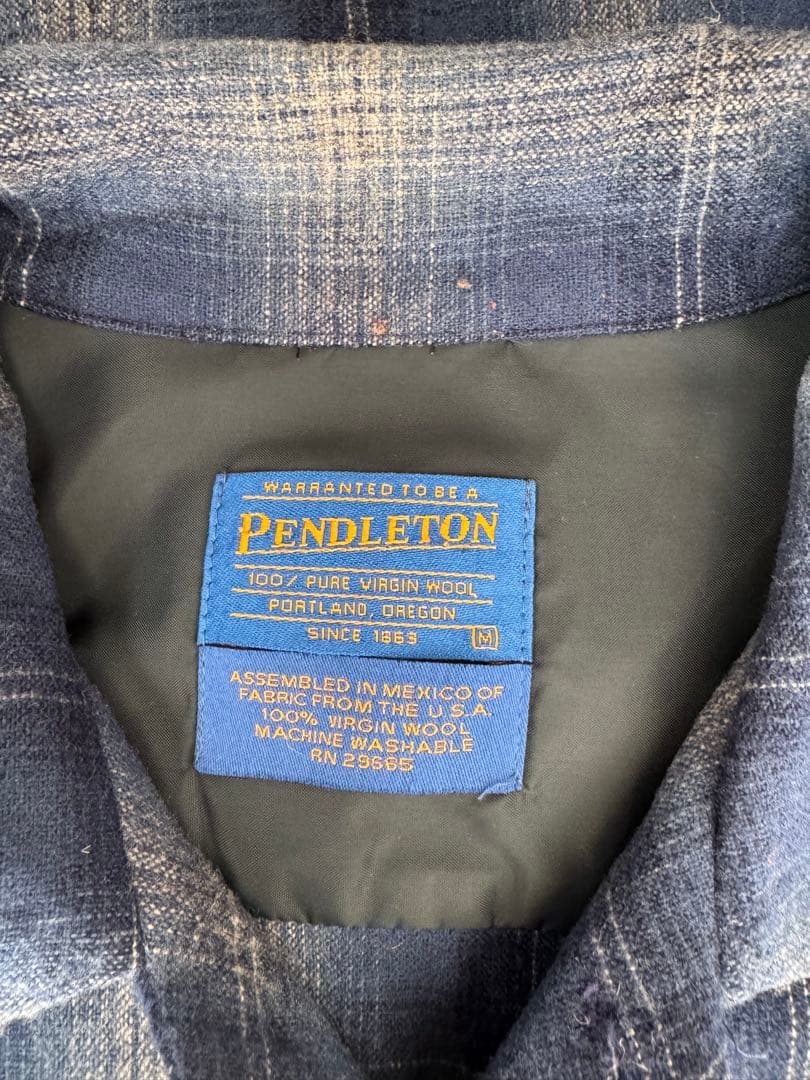 WARRANTED TO BE A
PENDLETON
100% PURE VIRGIN WOOL
PORTLAND, OREGON
SINCE 1863 M
ASSEMBLED IN MEXICO OF
FABRIC FROM THE U.S.A.
100% VIRGIN WOOL
MACHINE WASHABLE
RN 29665